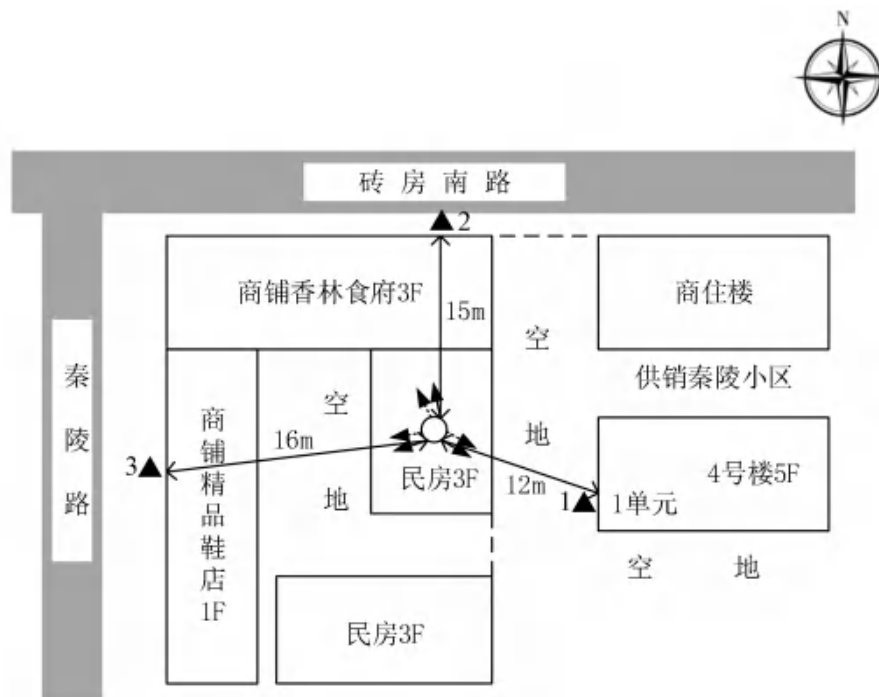 N
砖房南路
2
商铺香林食府3F
商住楼
15m
空
地
供销秦陵小区
秦陵路
商铺精品鞋店1F
空
地
16m
3
民房3F
12m
1
1单元
4号楼5F
空 地
民房3F